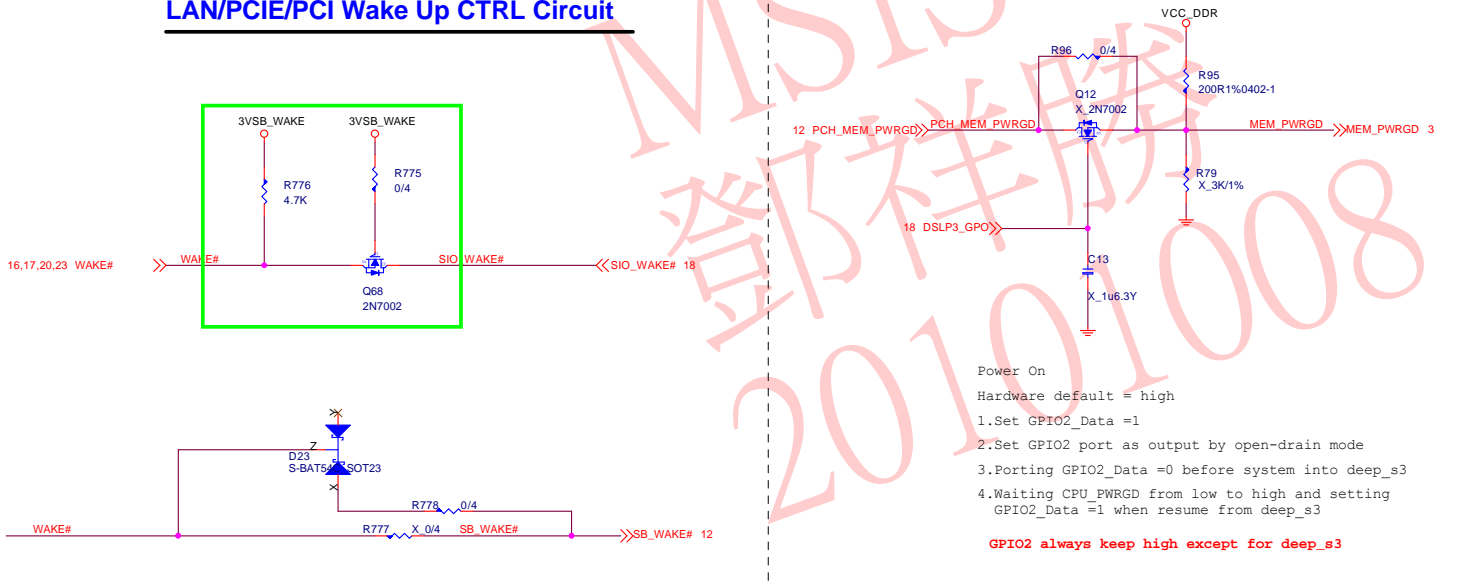 LAN/PCIE/PCI Wake Up CTRL Circuit
3VSB_WAKE
3VSB_WAKE
R776
4.7K
R775
0/4
16,17,20,23 WAKE#
WAKE#
SIO_WAKE#
SIO_WAKE# 18
Q68
2N7002
Y
Z
D23
S-BAT54 SOT23
X
R778
0/4
WAKE#
R777
X_0/4
SB_WAKE#
SB_WAKE# 12
VCC_DDR
R96
0/4
R95
200R1%0402-1
Q12
X_2N7002
12 PCH_MEM_PWRGD
PCH_MEM_PWRGD
MEM_PWRGD
MEM_PWRGD 3
R79
X_3K/1%
18 DSLP3_GPO
C13
X_1u6.3Y
Power On
Hardware default = high
1.Set GPIO2_Data =1
2.Set GPIO2 port as output by open-drain mode
3.Porting GPIO2_Data =0 before system into deep_s3
4.Waiting CPU_PWRGD from low to high and setting
GPIO2_Data =1 when resume from deep_s3
GPIO2 always keep high except for deep_s3
鄧祥勝
20101008